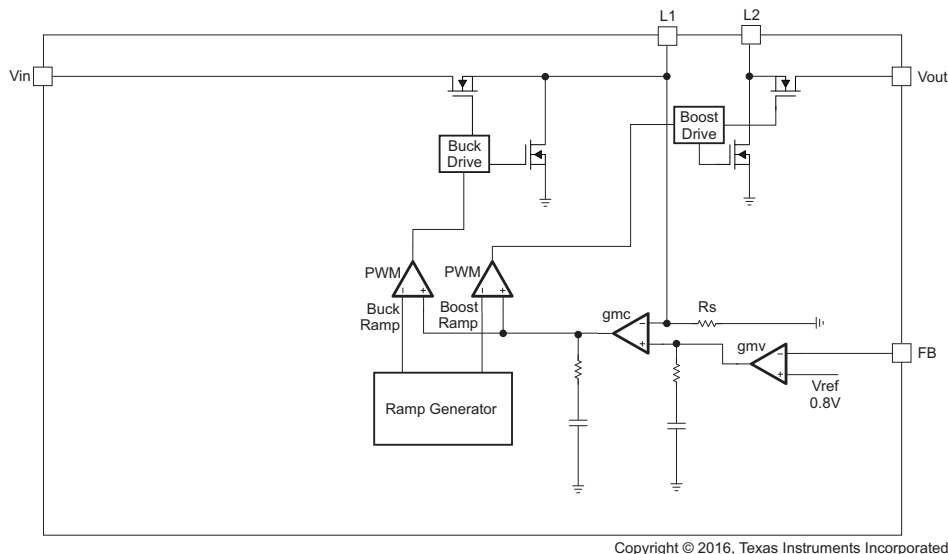 L1
L2
Vin
Vout
Buck
Drive
Boost
Drive
PWM
PWM
Buck
Ramp
Boost
Ramp
gmc
Rs
gmv
FB
Vref
0.8V
Ramp Generator
Copyright © 2016, Texas Instruments Incorporated